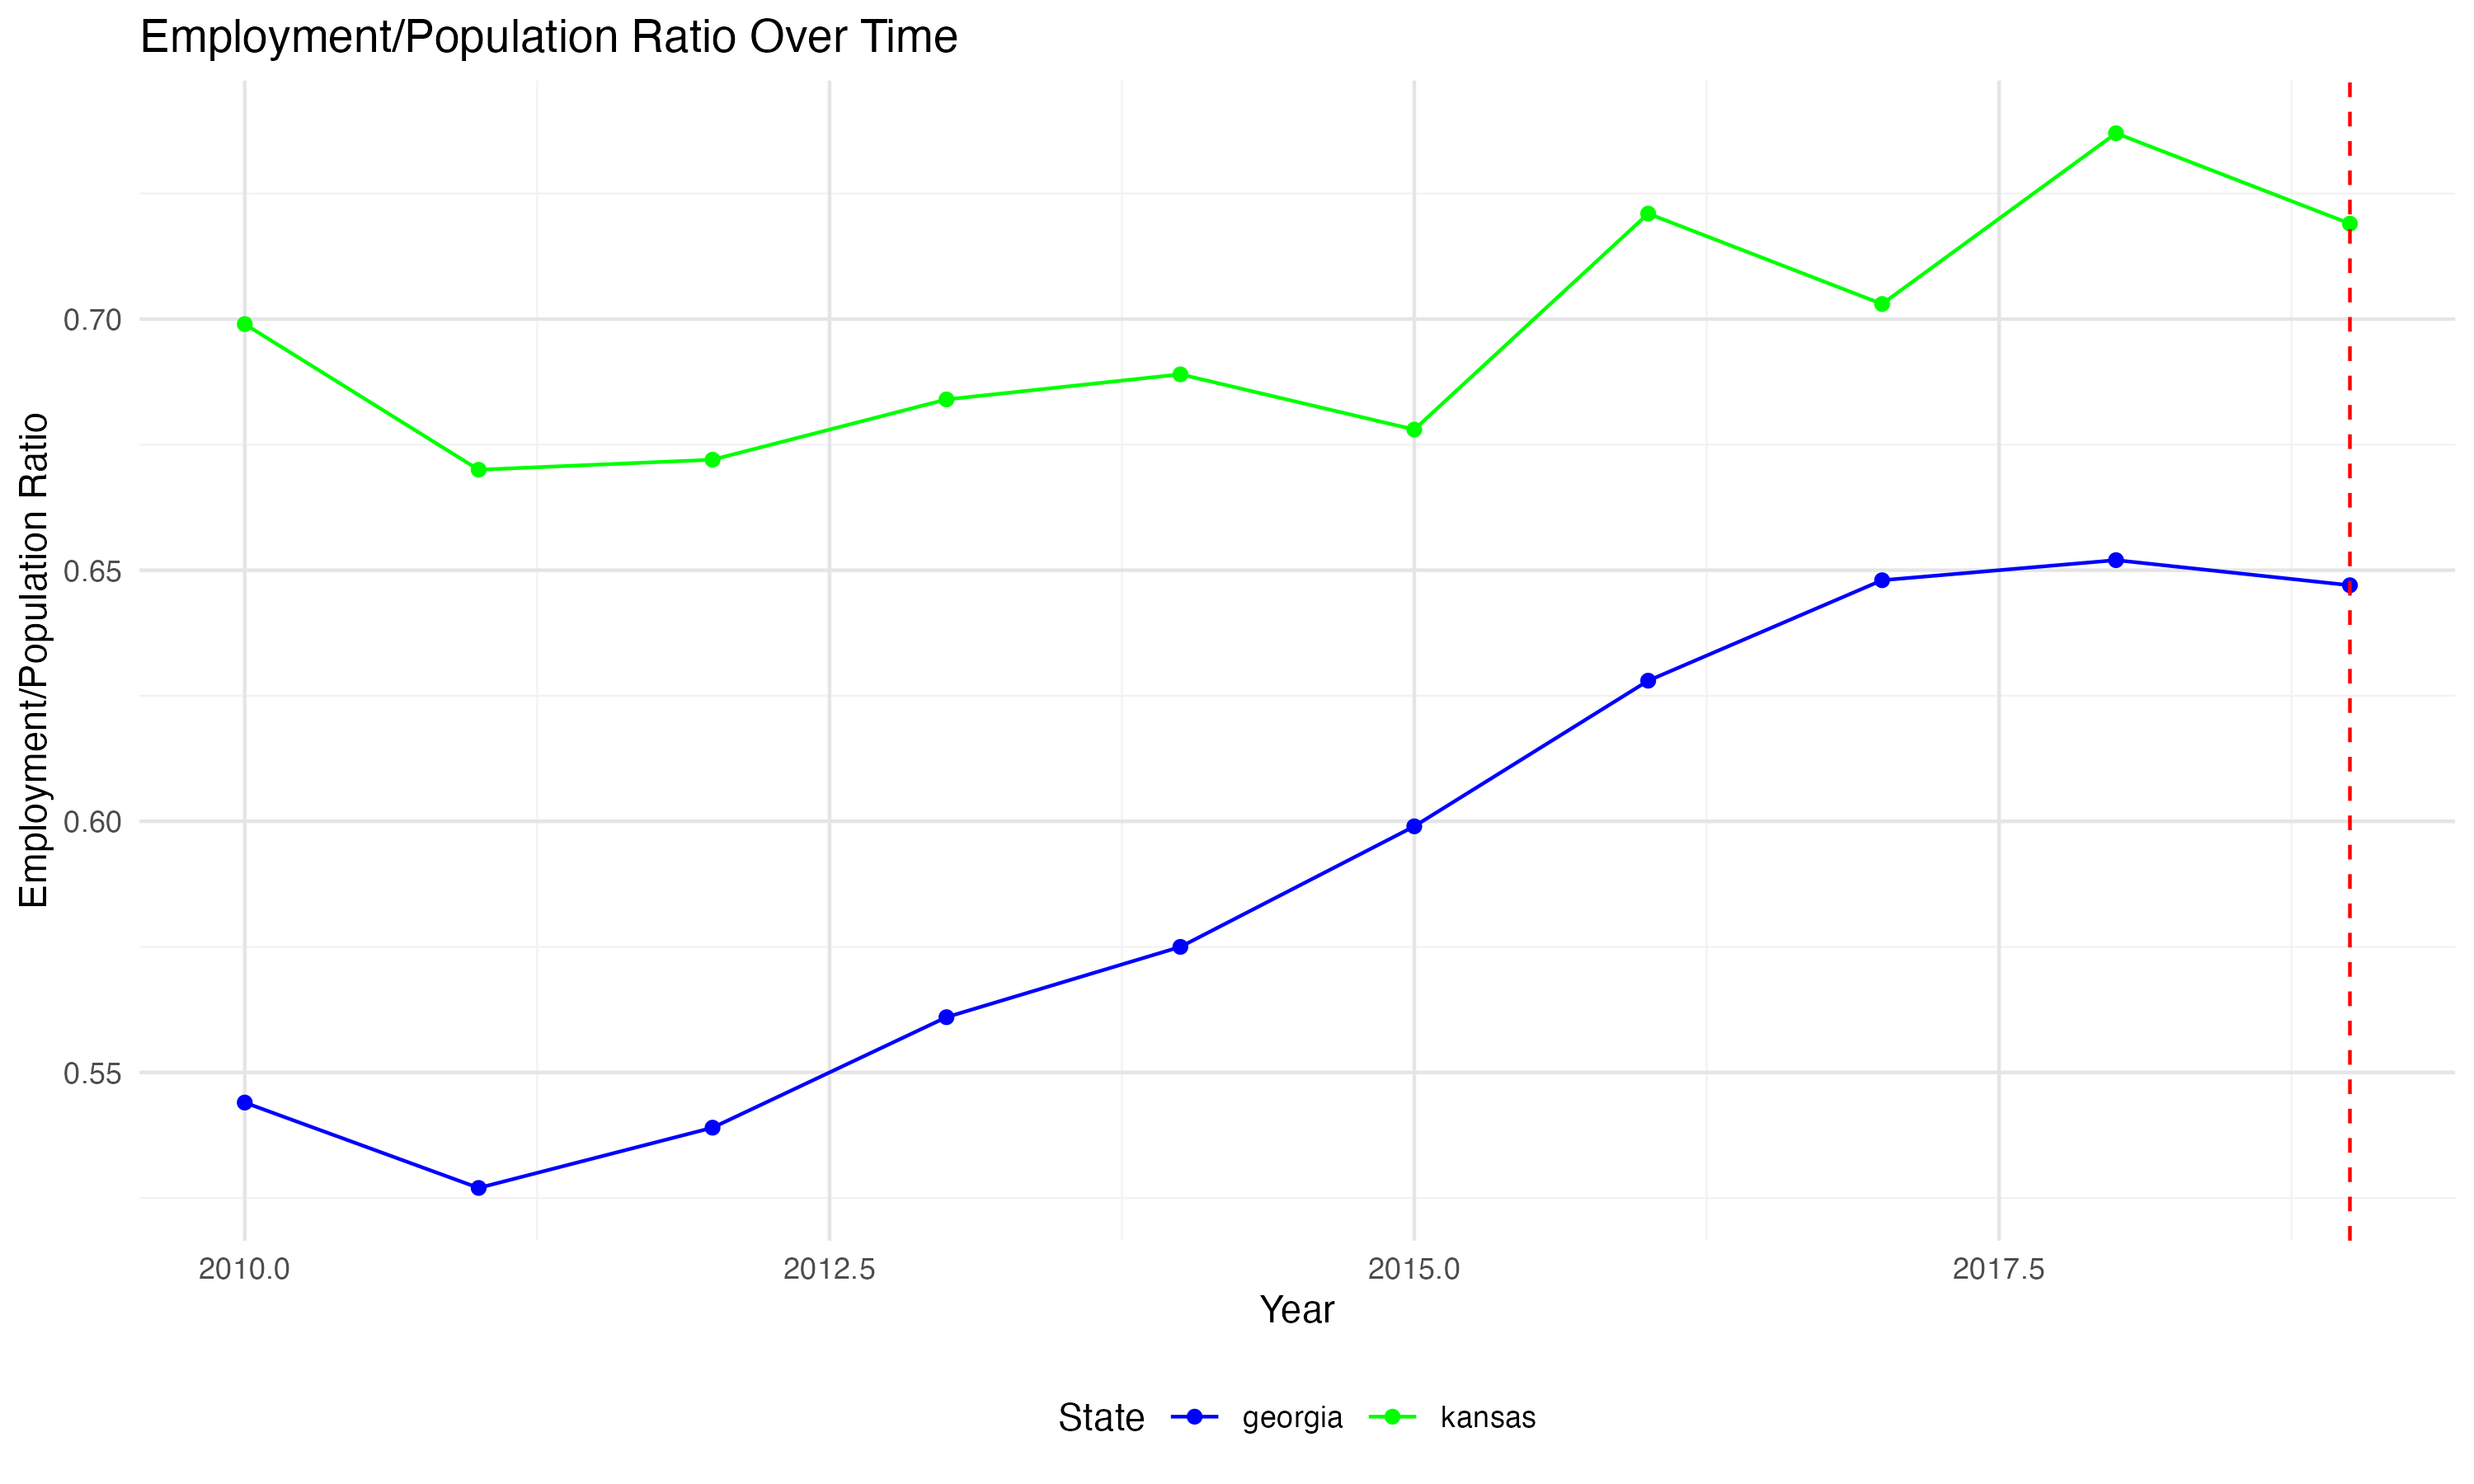 Employment/Population Ratio Over Time
Employment/Population Ratio
0.70
0.65
0.60
0.55
2010.0 2012.5 2015.0 2017.5
Year
State georgia kansas